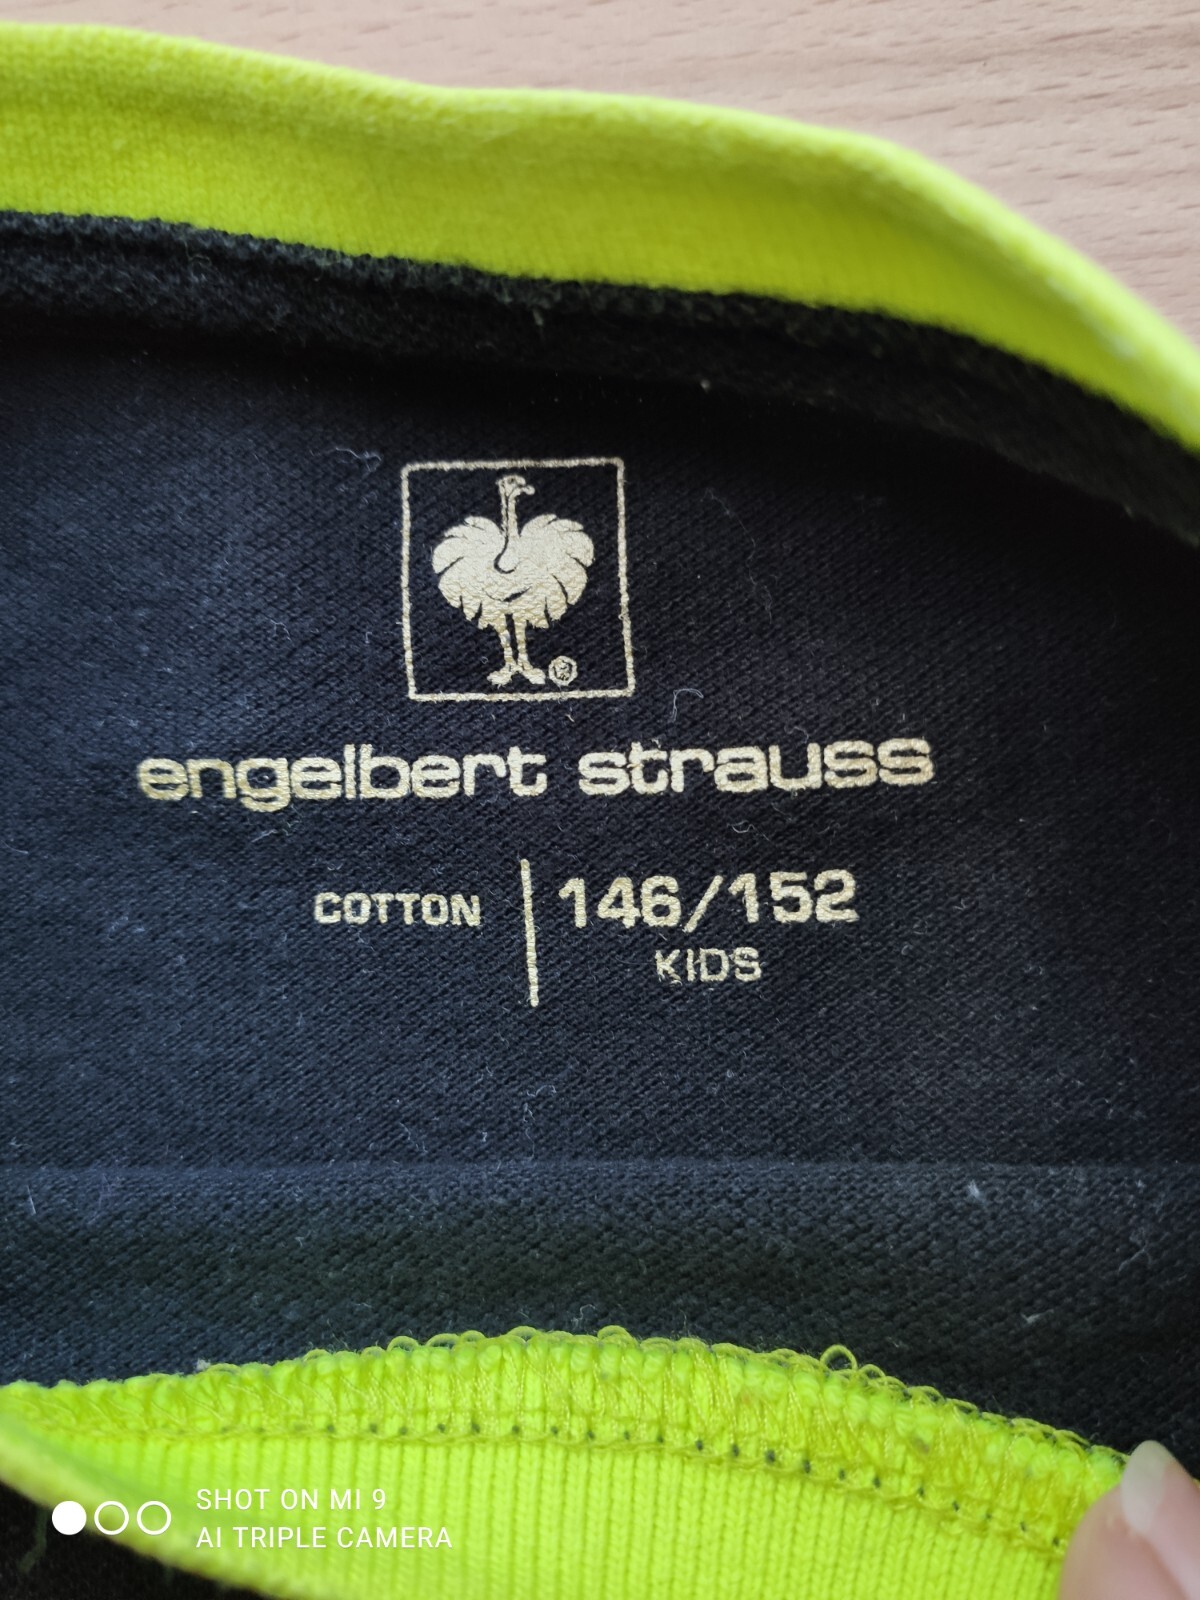 engelbert strauss
COTTON 146/152
KIDS
SHOT ON MI 9
AI TRIPLE CAMERA